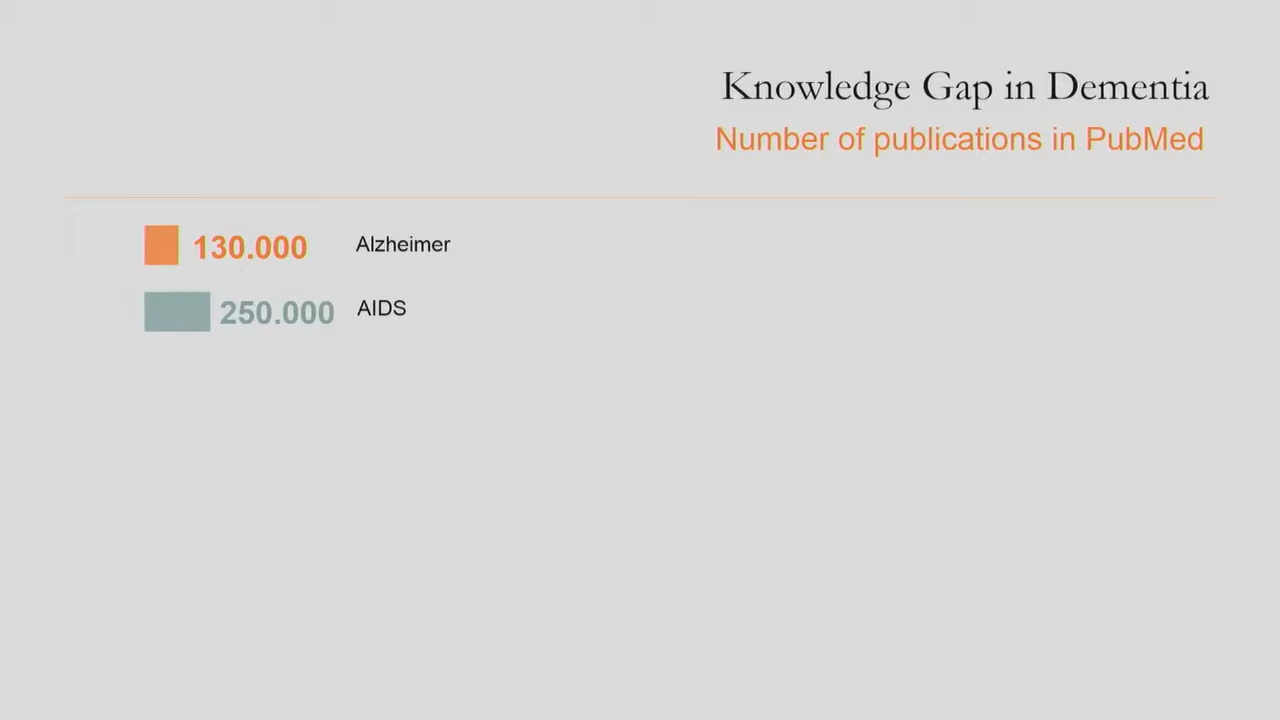 Knowledge Gap in Dementia
Number of publications in PubMed
130.000 Alzheimer
250.000 AIDS